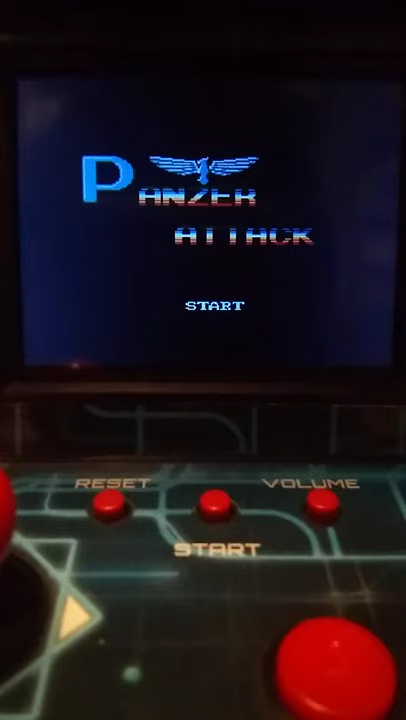 PANZER
ATTACK
START
RESET
VOLUME
START